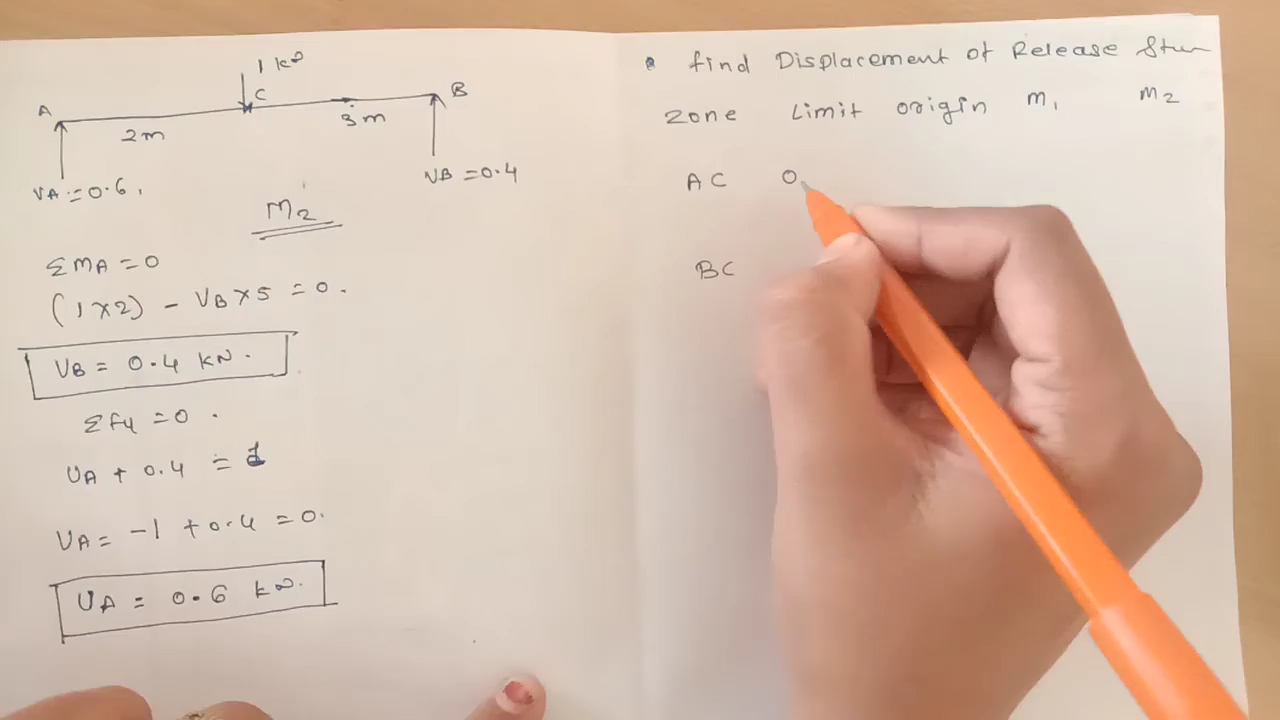 1 kN
A C B
2m 3m
VA = 0.6, VB = 0.4
M2
ΣMA = 0
(1 x 2) - VB x 5 = 0.
VB = 0.4 kN.
Σfy = 0.
VA + 0.4 = 1
VA = -1 + 0.4 = 0.
VA = 0.6 kN.
find Displacement of Release
zone Limit origin m1 M2
AC 0
BC